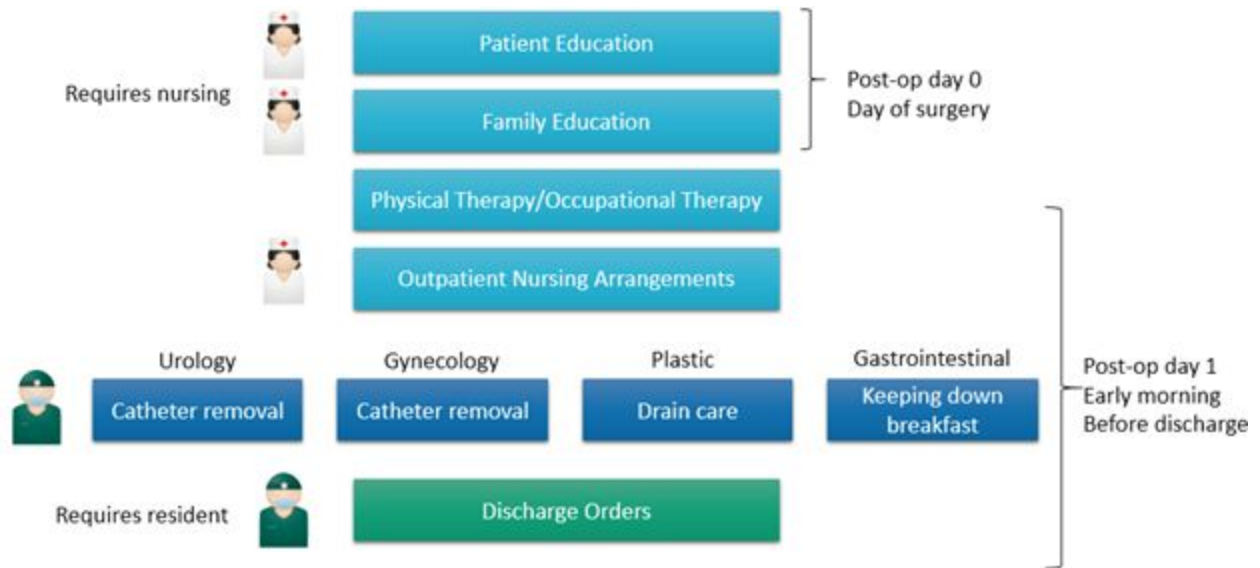 Patient Education
Requires nursing
Post-op day 0
Day of surgery
Family Education
Physical Therapy/Occupational Therapy
Outpatient Nursing Arrangements
Urology
Gynecology
Plastic
Gastrointestinal
Catheter removal
Catheter removal
Drain care
Keeping down
breakfast
Post-op day 1
Early morning
Before discharge
Requires resident
Discharge Orders